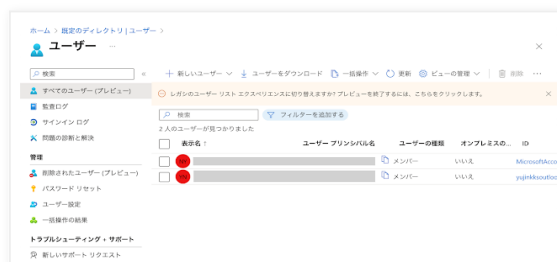 ホーム > 既定のディレクトリ | ユーザー >
ユーザー …
検索 «
すべてのユーザー (プレビュー)
監査ログ
サインイン ログ
問題の診断と解決
管理
削除されたユーザー (プレビュー)
パスワード リセット
ユーザー設定
一括操作の結果
トラブルシューティング + サポート
新しいサポート リクエスト
+ 新しいユーザー ユーザーをダウンロード 一括操作 更新 ビューの管理 削除 …
レガシのユーザー リスト エクスペリエンスに切り替えますか? プレビューを終了するには、こちらをクリックします。
検索 フィルターを追加する
2 人のユーザーが見つかりました
表示名 ↑ ユーザー プリンシパル名 ユーザーの種類 オンプレミスの... ID
メンバー いいえ MicrosoftAcco
メンバー いいえ yujinkksoutloo